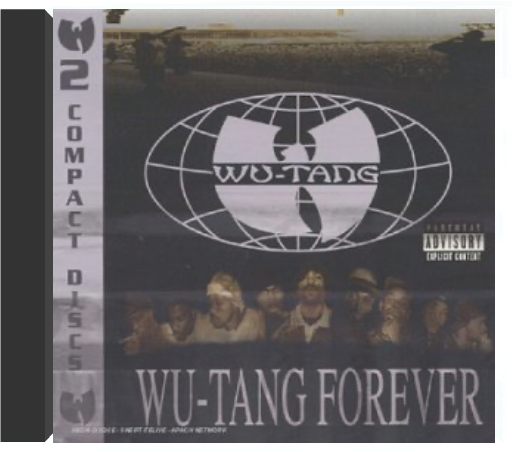 2 COMPACT DISCS
WU-TANG
PARENTAL
ADVISORY
EXPLICIT CONTENT
WU-TANG FOREVER